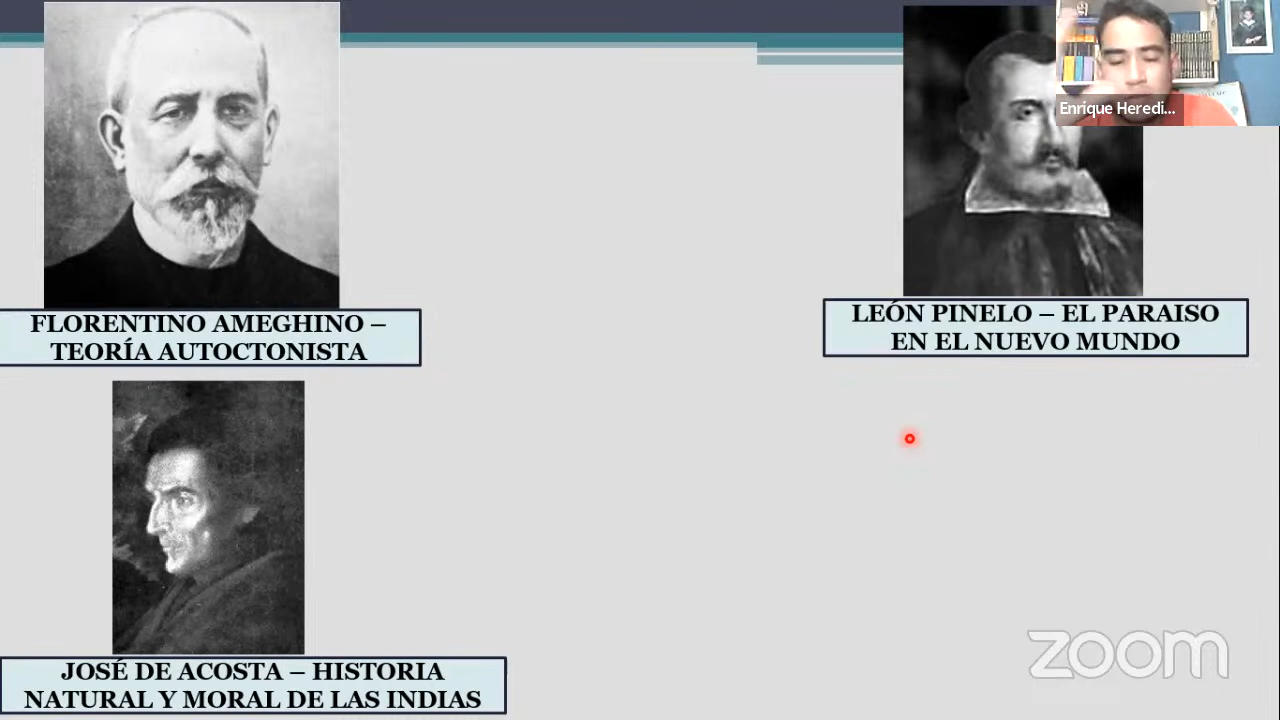 Enrique Heredi...
FLORENTINO AMEGHINO –
TEORÍA AUTOCTONISTA
LEÓN PINELO – EL PARAISO
EN EL NUEVO MUNDO
JOSÉ DE ACOSTA – HISTORIA
NATURAL Y MORAL DE LAS INDIAS
zoom